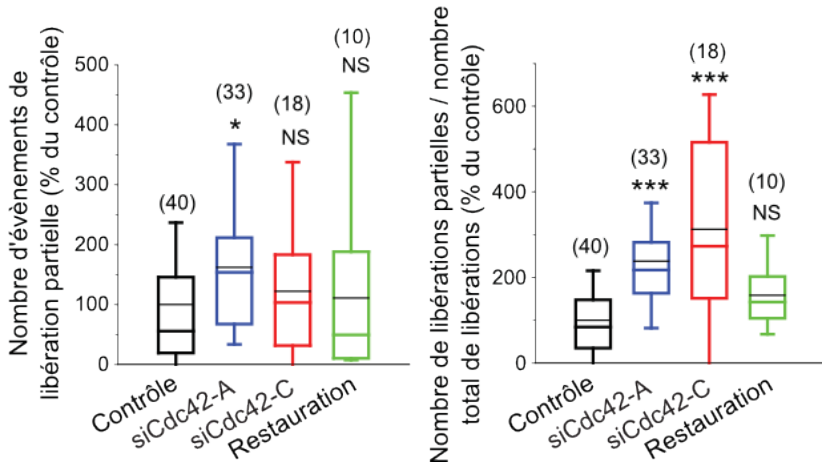 Nombre d'évènements de
libération partielle (% du contrôle)
500
400
300
200
100
0
(40)
(33)
*
(18)
NS
(10)
NS
Contrôle
siCdc42-A
siCdc42-C
Restauration
Nombre de libérations partielles / nombre
total de libérations (% du contrôle)
600
400
200
0
(40)
(33)
***
(18)
***
(10)
NS
Contrôle
siCdc42-A
siCdc42-C
Restauration